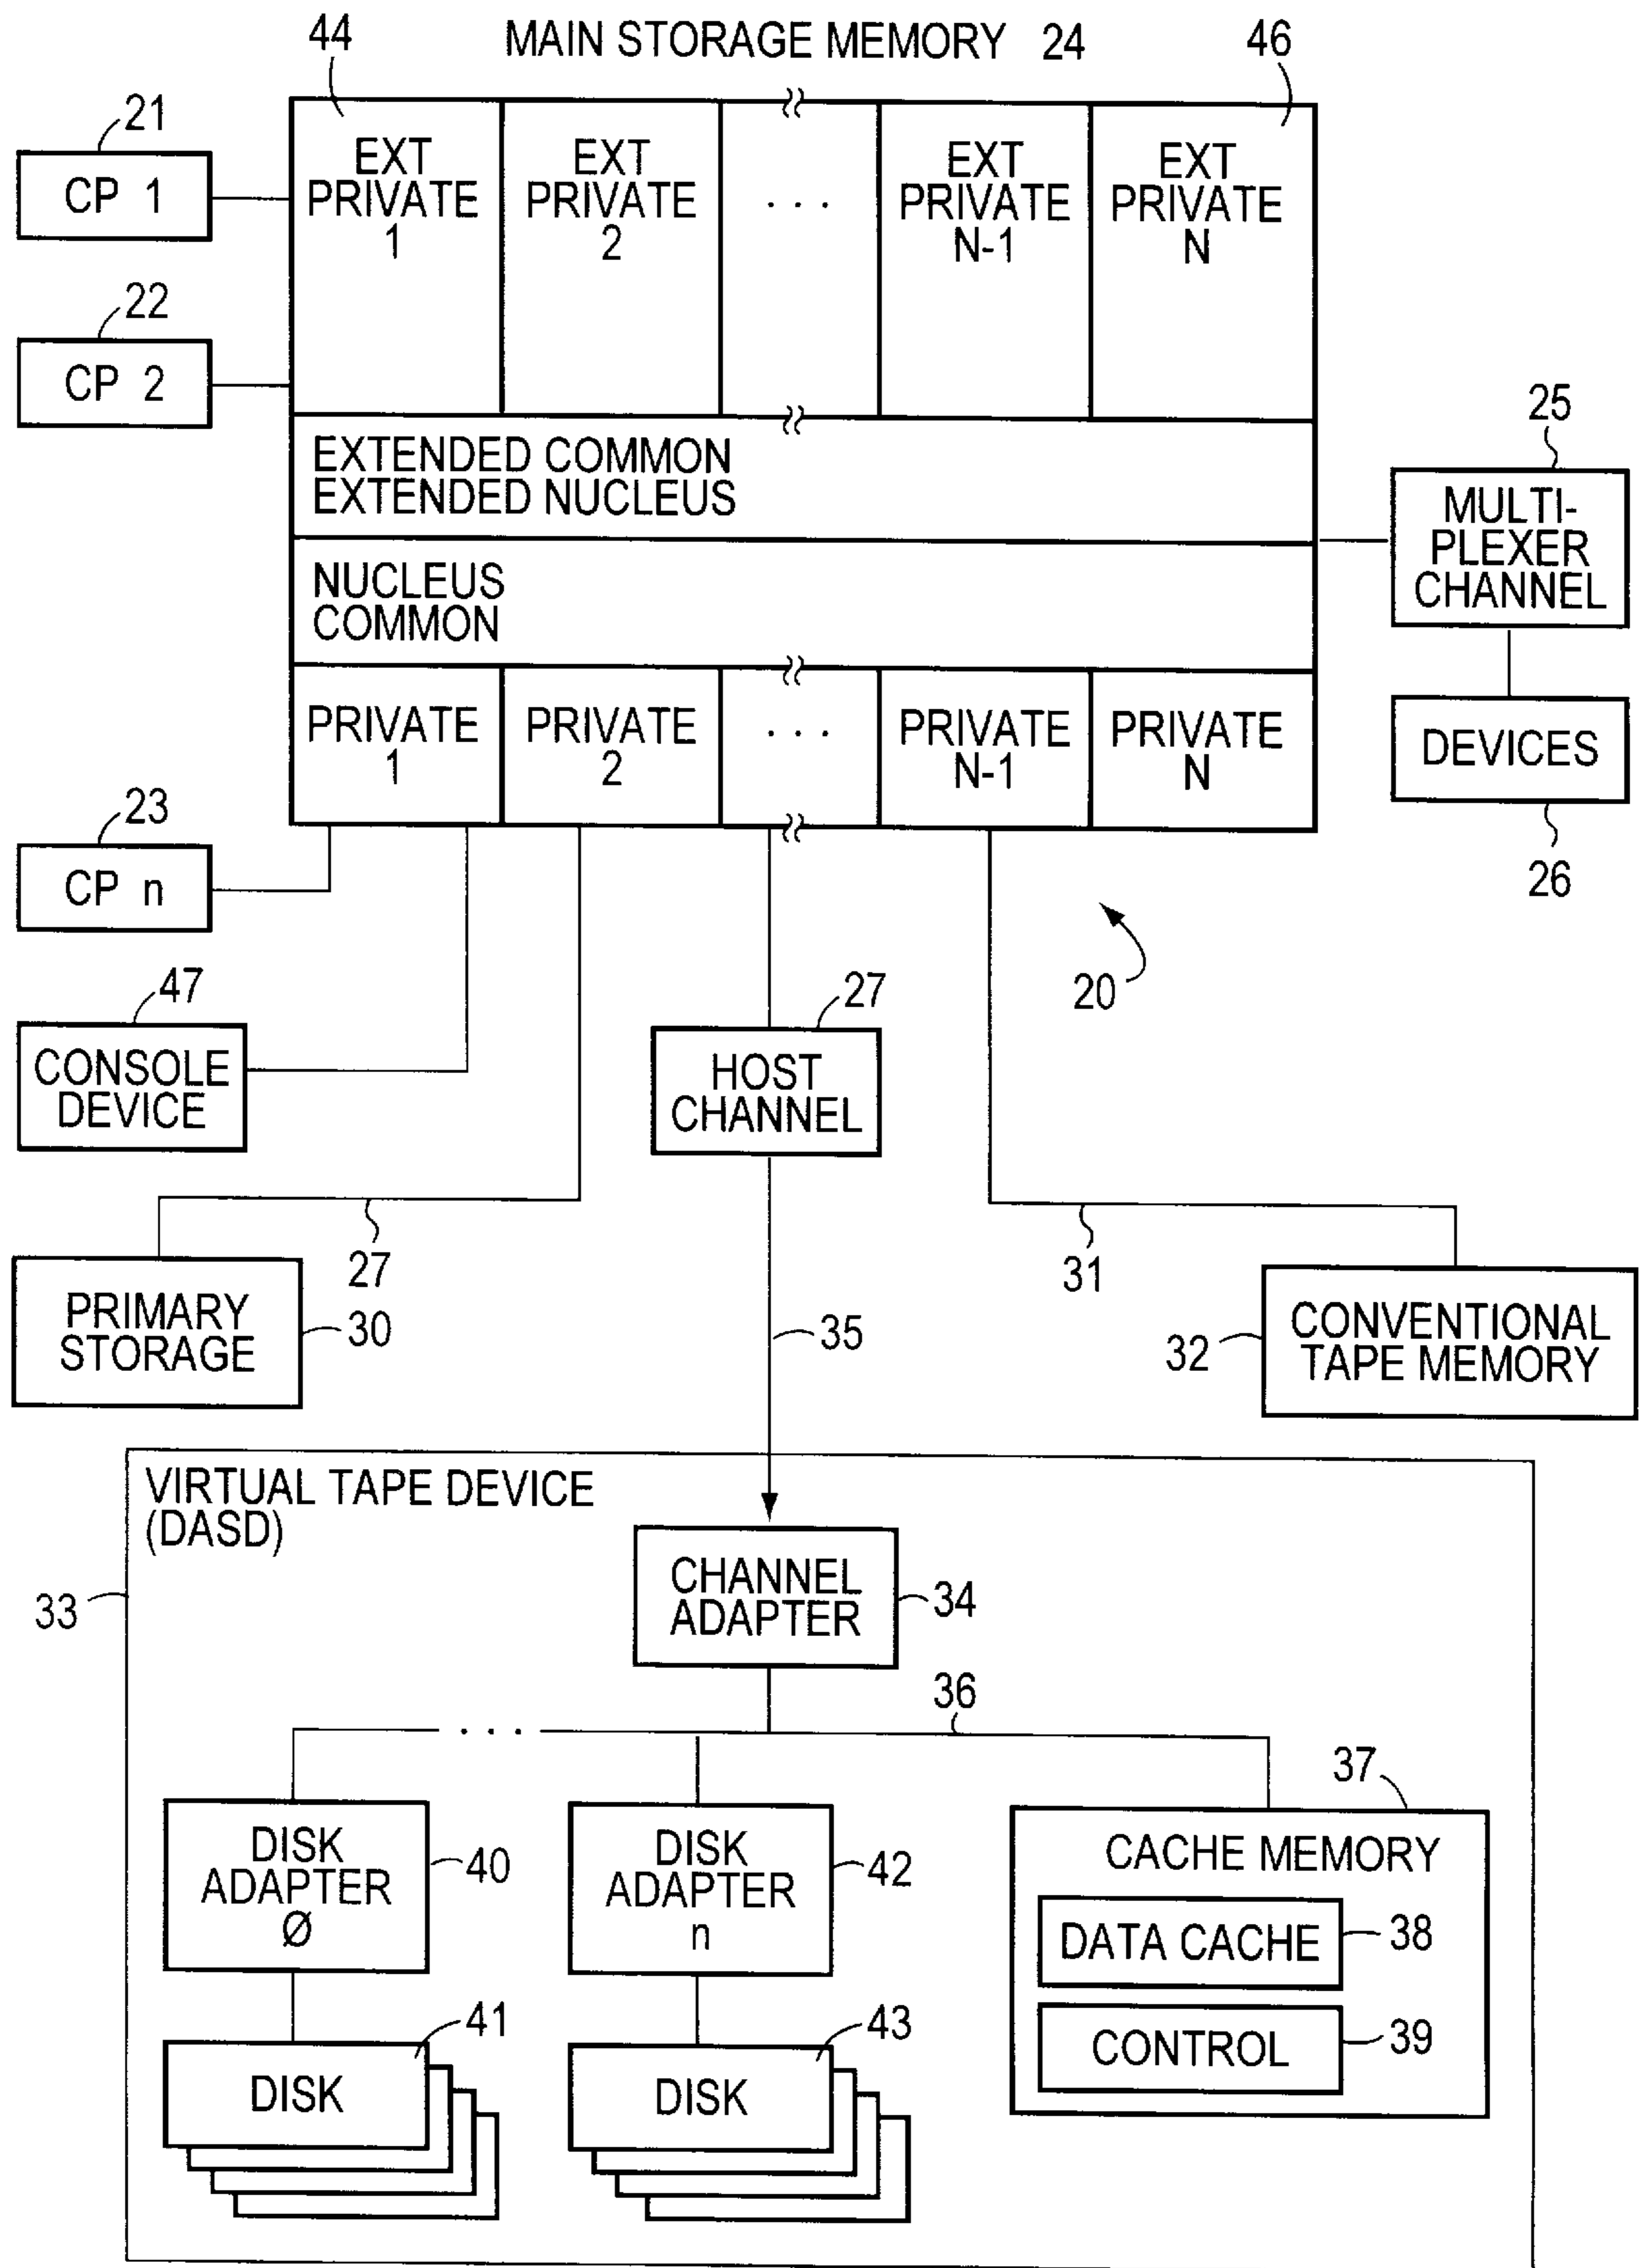 44
MAIN STORAGE MEMORY 24
46
21
CP 1
22
CP 2
EXT
PRIVATE
1
EXT
PRIVATE
2
. . .
EXT
PRIVATE
N-1
EXT
PRIVATE
N
EXTENDED COMMON
EXTENDED NUCLEUS
NUCLEUS
COMMON
25
MULTI-
PLEXER
CHANNEL
PRIVATE
1
PRIVATE
2
. . .
PRIVATE
N-1
PRIVATE
N
DEVICES
26
23
CP n
20
47
CONSOLE
DEVICE
27
HOST
CHANNEL
27
31
PRIMARY
STORAGE
30
35
32
CONVENTIONAL
TAPE MEMORY
VIRTUAL TAPE DEVICE
(DASD)
33
CHANNEL
ADAPTER
34
36
. . .
37
DISK
ADAPTER
Ø
40
DISK
ADAPTER
n
42
CACHE MEMORY
DATA CACHE
38
CONTROL
39
41
DISK
43
DISK